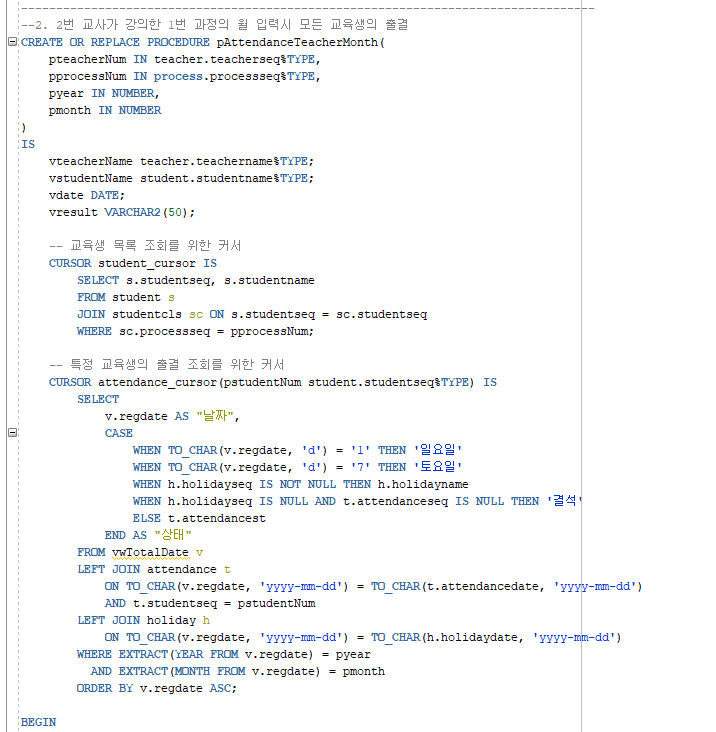 --------------------------------------------------------------------------------
--2. 2번 교사가 강의한 1번 과정의 월 입력시 모든 교육생의 출결
CREATE OR REPLACE PROCEDURE pAttendanceTeacherMonth(
    pteacherNum IN teacher.teacherseq%TYPE,
    pprocessNum IN process.processseq%TYPE,
    pyear IN NUMBER,
    pmonth IN NUMBER
)
IS
    vteacherName teacher.teachername%TYPE;
    vstudentName student.studentname%TYPE;
    vdate DATE;
    vresult VARCHAR2(50);
    -- 교육생 목록 조회를 위한 커서
    CURSOR student_cursor IS
        SELECT s.studentseq, s.studentname
        FROM student s
        JOIN studentcls sc ON s.studentseq = sc.studentseq
        WHERE sc.processseq = pprocessNum;
    -- 특정 교육생의 출결 조회를 위한 커서
    CURSOR attendance_cursor(pstudentNum student.studentseq%TYPE) IS
        SELECT
            v.regdate AS "날짜",
            CASE
                WHEN TO_CHAR(v.regdate, 'd') = '1' THEN '일요일'
                WHEN TO_CHAR(v.regdate, 'd') = '7' THEN '토요일'
                WHEN h.holidayseq IS NOT NULL THEN h.holidayname
                WHEN h.holidayseq IS NULL AND t.attendanceseq IS NULL THEN '결석'
                ELSE t.attendancest
            END AS "상태"
        FROM vwTotalDate v
        LEFT JOIN attendance t
            ON TO_CHAR(v.regdate, 'yyyy-mm-dd') = TO_CHAR(t.attendancedate, 'yyyy-mm-dd')
            AND t.studentseq = pstudentNum
        LEFT JOIN holiday h
            ON TO_CHAR(v.regdate, 'yyyy-mm-dd') = TO_CHAR(h.holidaydate, 'yyyy-mm-dd')
        WHERE EXTRACT(YEAR FROM v.regdate) = pyear
          AND EXTRACT(MONTH FROM v.regdate) = pmonth
        ORDER BY v.regdate ASC;
BEGIN